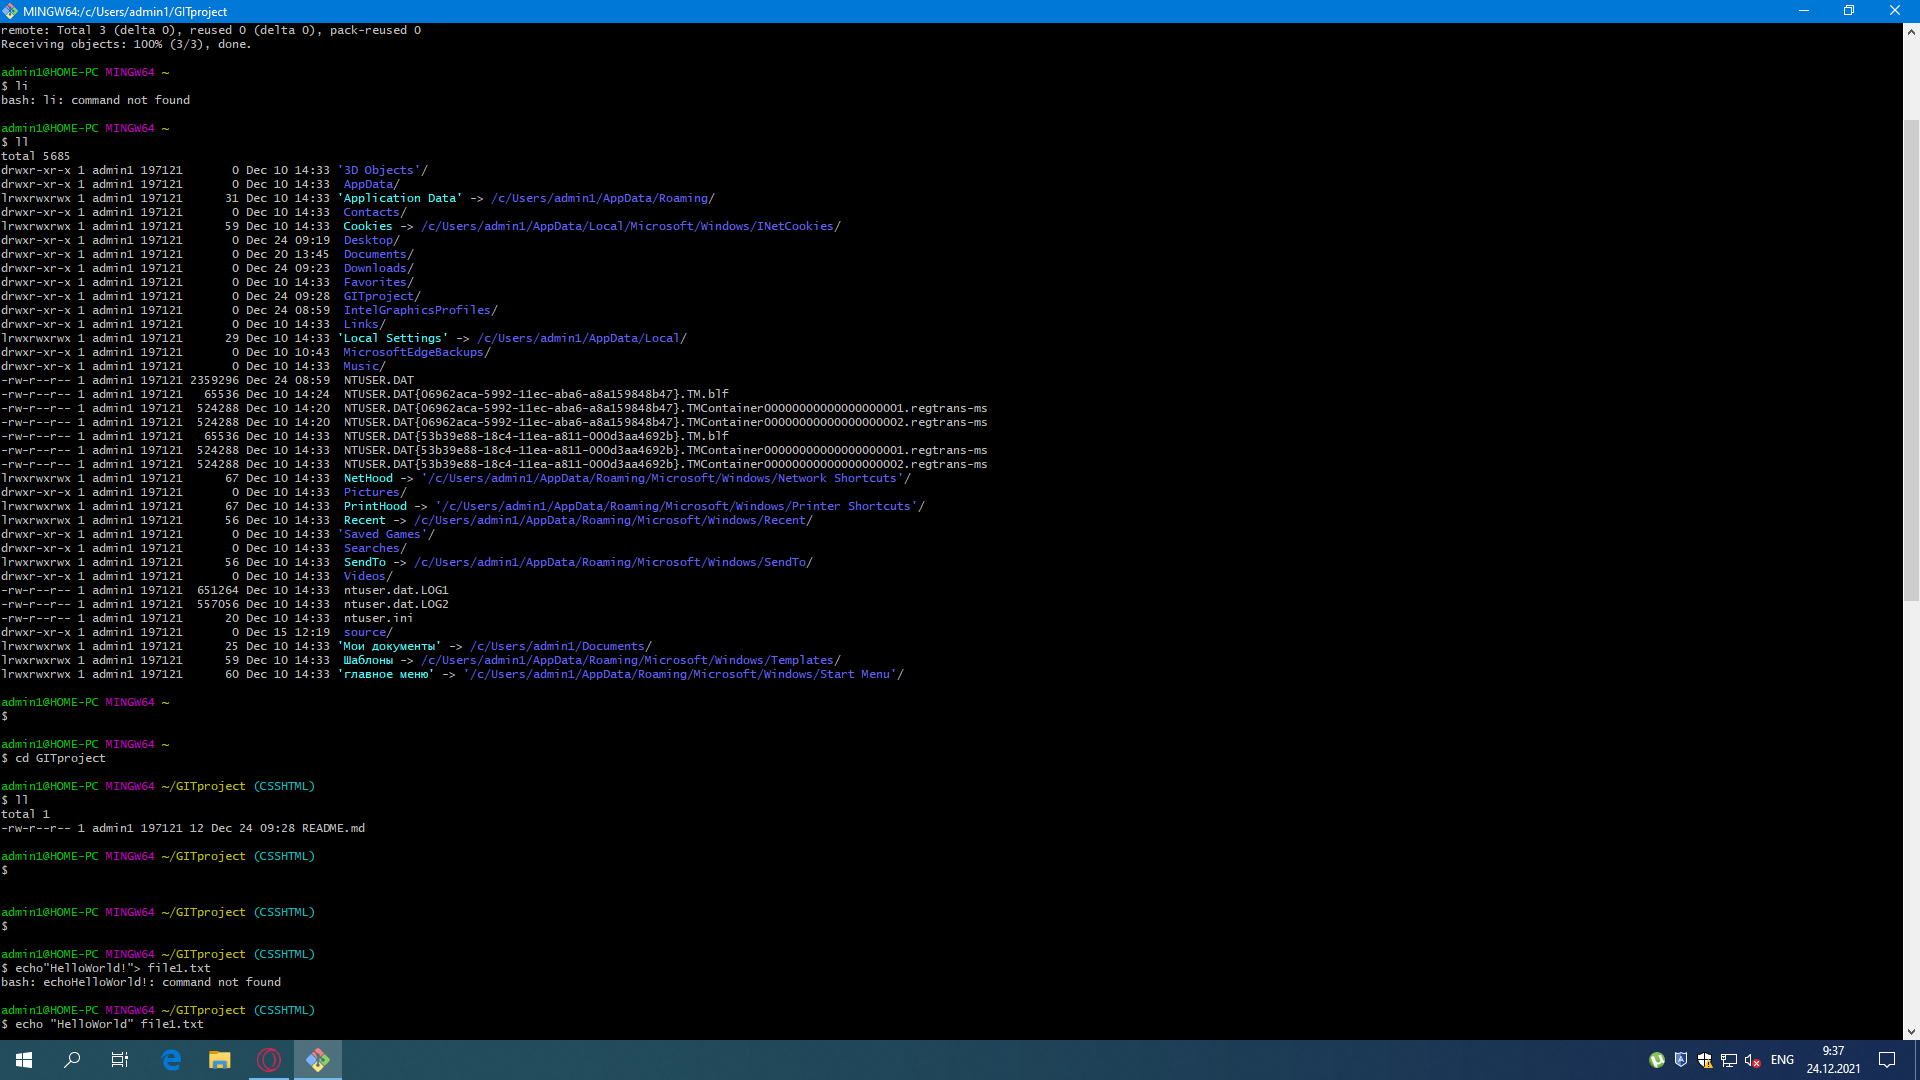 MINGW64:/c/Users/admin1/GITproject
remote: Total 3 (delta 0), reused 0 (delta 0), pack-reused 0
Receiving objects: 100% (3/3), done.
admin1@HOME-PC MINGW64 ~
$ li
bash: li: command not found
admin1@HOME-PC MINGW64 ~
$ ll
total 5685
drwxr-xr-x 1 admin1 197121       0 Dec 10 14:33 '3D Objects'/
drwxr-xr-x 1 admin1 197121       0 Dec 10 14:33  AppData/
lrwxrwxrwx 1 admin1 197121      31 Dec 10 14:33 'Application Data' -> /c/Users/admin1/AppData/Roaming/
drwxr-xr-x 1 admin1 197121       0 Dec 10 14:33  Contacts/
lrwxrwxrwx 1 admin1 197121      59 Dec 10 14:33  Cookies -> /c/Users/admin1/AppData/Local/Microsoft/Windows/INetCookies/
drwxr-xr-x 1 admin1 197121       0 Dec 24 09:19  Desktop/
drwxr-xr-x 1 admin1 197121       0 Dec 20 13:45  Documents/
drwxr-xr-x 1 admin1 197121       0 Dec 24 09:23  Downloads/
drwxr-xr-x 1 admin1 197121       0 Dec 10 14:33  Favorites/
drwxr-xr-x 1 admin1 197121       0 Dec 24 09:28  GITproject/
drwxr-xr-x 1 admin1 197121       0 Dec 24 08:59  IntelGraphicsProfiles/
drwxr-xr-x 1 admin1 197121       0 Dec 10 14:33  Links/
lrwxrwxrwx 1 admin1 197121      29 Dec 10 14:33 'Local Settings' -> /c/Users/admin1/AppData/Local/
drwxr-xr-x 1 admin1 197121       0 Dec 10 10:43  MicrosoftEdgeBackups/
drwxr-xr-x 1 admin1 197121       0 Dec 10 14:33  Music/
-rw-r--r-- 1 admin1 197121 2359296 Dec 24 08:59  NTUSER.DAT
-rw-r--r-- 1 admin1 197121   65536 Dec 10 14:24  NTUSER.DAT{06962aca-5992-11ec-aba6-a8a159848b47}.TM.blf
-rw-r--r-- 1 admin1 197121  524288 Dec 10 14:20  NTUSER.DAT{06962aca-5992-11ec-aba6-a8a159848b47}.TMContainer00000000000000000001.regtrans-ms
-rw-r--r-- 1 admin1 197121  524288 Dec 10 14:20  NTUSER.DAT{06962aca-5992-11ec-aba6-a8a159848b47}.TMContainer00000000000000000002.regtrans-ms
-rw-r--r-- 1 admin1 197121   65536 Dec 10 14:33  NTUSER.DAT{53b39e88-18c4-11ea-a811-000d3aa4692b}.TM.blf
-rw-r--r-- 1 admin1 197121  524288 Dec 10 14:33  NTUSER.DAT{53b39e88-18c4-11ea-a811-000d3aa4692b}.TMContainer00000000000000000001.regtrans-ms
-rw-r--r-- 1 admin1 197121  524288 Dec 10 14:33  NTUSER.DAT{53b39e88-18c4-11ea-a811-000d3aa4692b}.TMContainer00000000000000000002.regtrans-ms
lrwxrwxrwx 1 admin1 197121      67 Dec 10 14:33  NetHood -> '/c/Users/admin1/AppData/Roaming/Microsoft/Windows/Network Shortcuts'/
drwxr-xr-x 1 admin1 197121       0 Dec 10 14:33  Pictures/
lrwxrwxrwx 1 admin1 197121      67 Dec 10 14:33  PrintHood -> '/c/Users/admin1/AppData/Roaming/Microsoft/Windows/Printer Shortcuts'/
lrwxrwxrwx 1 admin1 197121      56 Dec 10 14:33  Recent -> /c/Users/admin1/AppData/Roaming/Microsoft/Windows/Recent/
drwxr-xr-x 1 admin1 197121       0 Dec 10 14:33 'Saved Games'/
drwxr-xr-x 1 admin1 197121       0 Dec 10 14:33  Searches/
lrwxrwxrwx 1 admin1 197121      56 Dec 10 14:33  SendTo -> /c/Users/admin1/AppData/Roaming/Microsoft/Windows/SendTo/
drwxr-xr-x 1 admin1 197121       0 Dec 10 14:33  Videos/
-rw-r--r-- 1 admin1 197121  651264 Dec 10 14:33  ntuser.dat.LOG1
-rw-r--r-- 1 admin1 197121  557056 Dec 10 14:33  ntuser.dat.LOG2
-rw-r--r-- 1 admin1 197121      20 Dec 10 14:33  ntuser.ini
drwxr-xr-x 1 admin1 197121       0 Dec 15 12:19  source/
lrwxrwxrwx 1 admin1 197121      25 Dec 10 14:33 'Мои документы' -> /c/Users/admin1/Documents/
lrwxrwxrwx 1 admin1 197121      59 Dec 10 14:33  Шаблоны -> /c/Users/admin1/AppData/Roaming/Microsoft/Windows/Templates/
lrwxrwxrwx 1 admin1 197121      60 Dec 10 14:33 'главное меню' -> '/c/Users/admin1/AppData/Roaming/Microsoft/Windows/Start Menu'/
admin1@HOME-PC MINGW64 ~
$
admin1@HOME-PC MINGW64 ~
$ cd GITproject
admin1@HOME-PC MINGW64 ~/GITproject (CSSHTML)
$ ll
total 1
-rw-r--r-- 1 admin1 197121 12 Dec 24 09:28 README.md
admin1@HOME-PC MINGW64 ~/GITproject (CSSHTML)
$
admin1@HOME-PC MINGW64 ~/GITproject (CSSHTML)
$
admin1@HOME-PC MINGW64 ~/GITproject (CSSHTML)
$ echo"HelloWorld!"> file1.txt
bash: echoHelloWorld!: command not found
admin1@HOME-PC MINGW64 ~/GITproject (CSSHTML)
$ echo "HelloWorld" file1.txt
ENG
9:37
24.12.2021